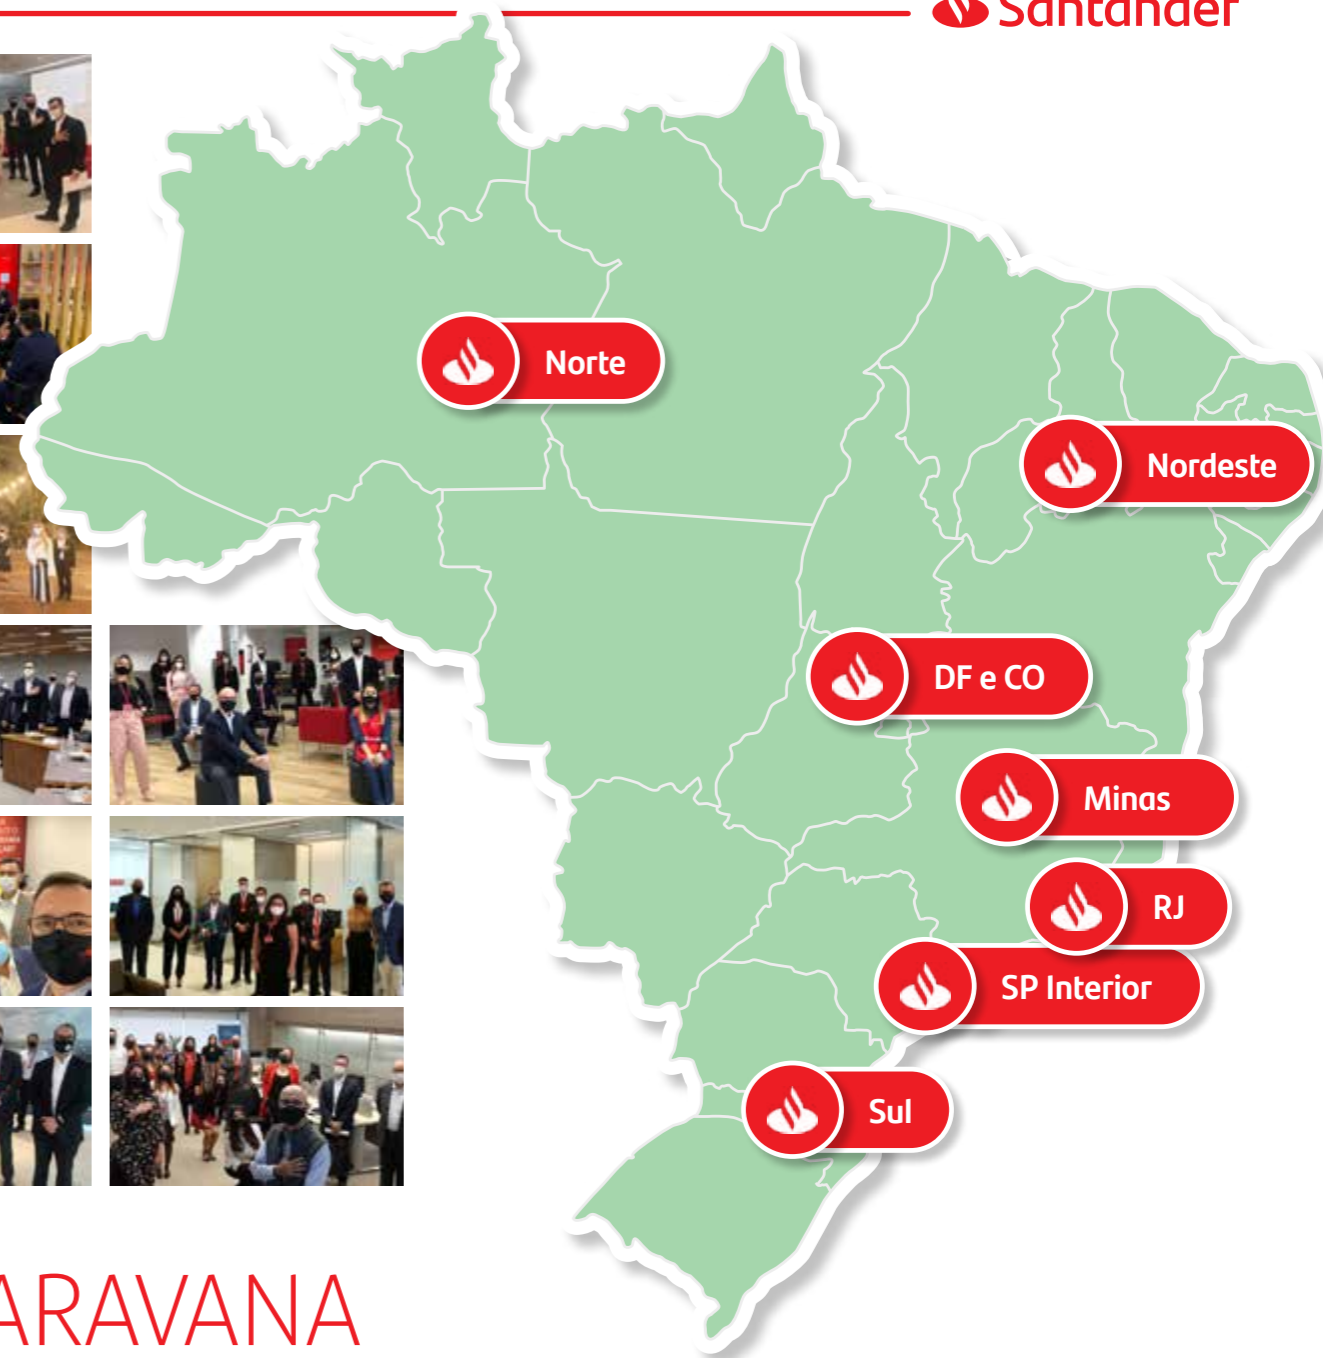 Santander
Norte
Nordeste
DF e CO
Minas
RJ
SP Interior
Sul
ARAVANA